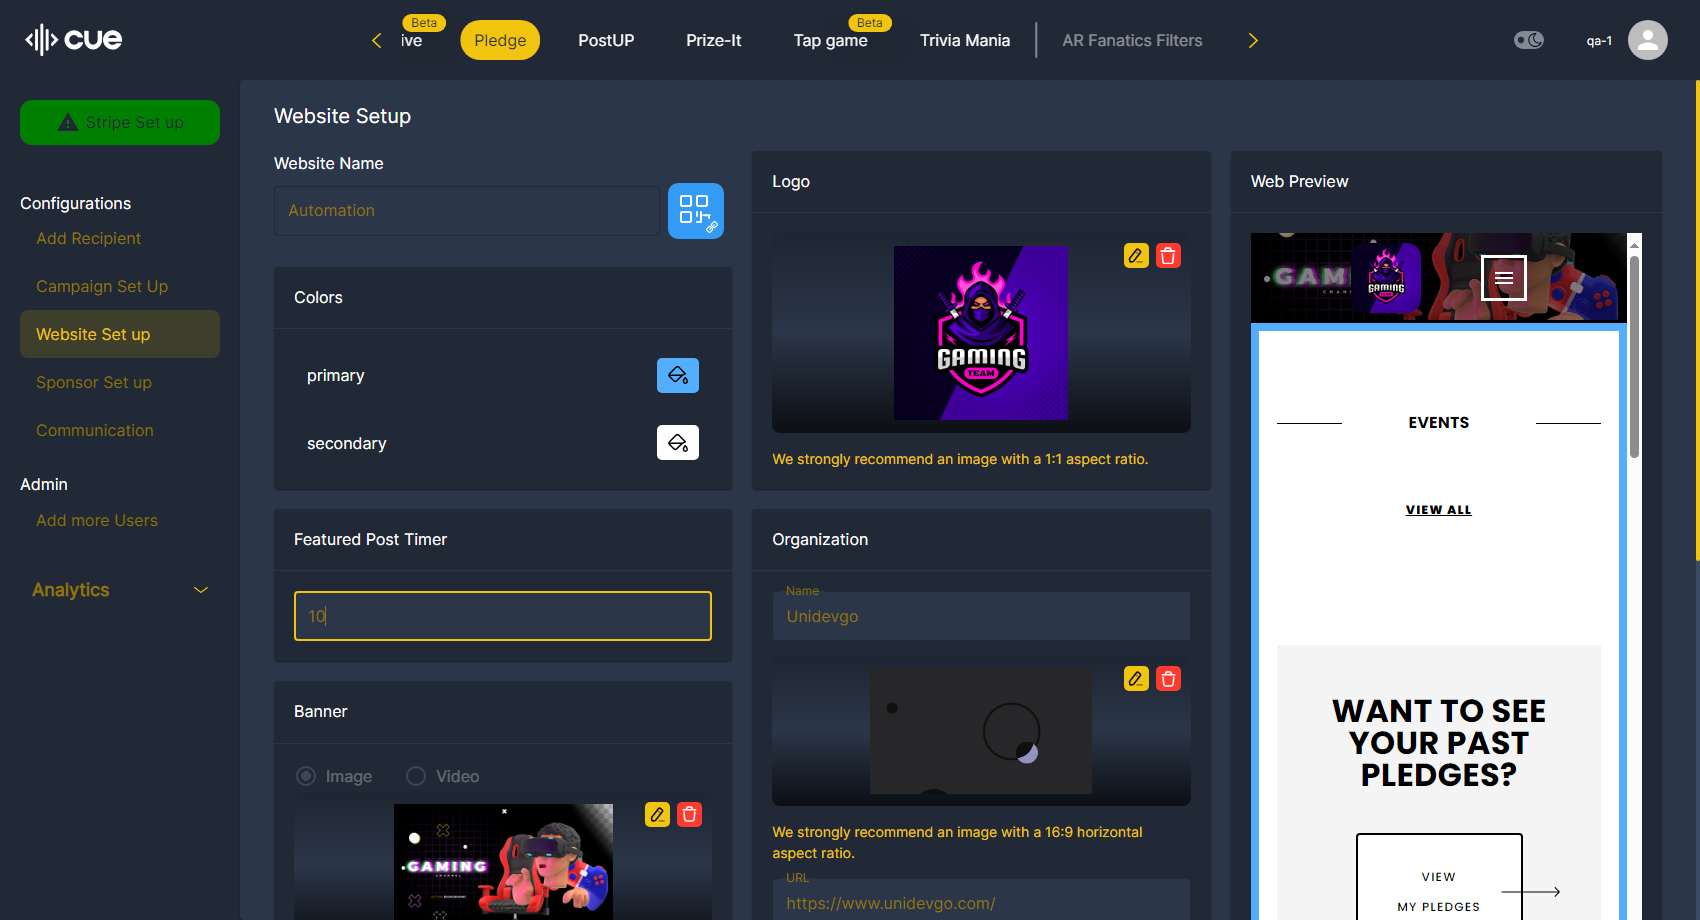 cue
Beta
Beta
ive
Pledge
PostUP
Prize-It
Tap game
Trivia Mania
AR Fanatics Filters
qa-1
Stripe Set up
Configurations
Add Recipient
Campaign Set Up
Website Set up
Sponsor Set up
Communication
Admin
Add more Users
Analytics
Website Setup
Website Name
Automation
Colors
primary
secondary
Featured Post Timer
10
Banner
Image
Video
GAMING
Logo
GAMING
TEAM
We strongly recommend an image with a 1:1 aspect ratio.
Organization
Name
Unidevgo
We strongly recommend an image with a 16:9 horizontal
aspect ratio.
URL
https://www.unidevgo.com/
Web Preview
GAMI
GAMING
EVENTS
VIEW ALL
WANT TO SEE
YOUR PAST
PLEDGES?
VIEW
MY PLEDGES